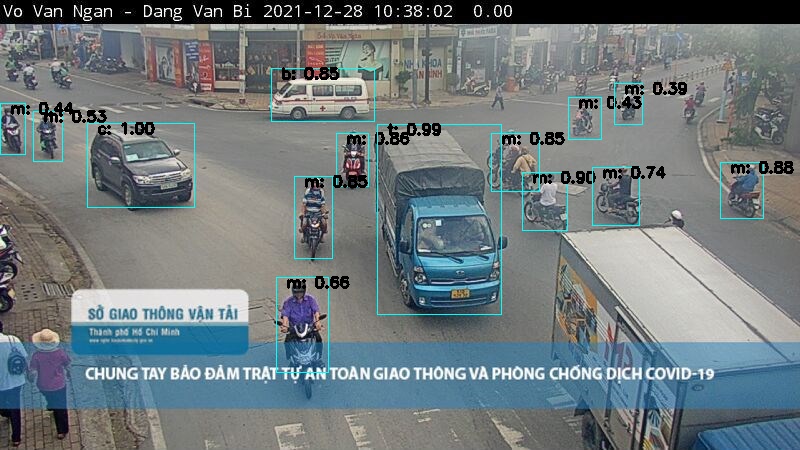 Vo Van Ngan - Dang Van Bi 2021-12-28 10:38:02 0.00
b: 0.85
m: 0.39
m: 0.44
m: 0.43
m: 0.53
c: 1.00
t: 0.99
m: 0.86
m: 0.85
m: 0.88
m: 0.74
m: 0.90
m: 0.85
m: 0.66
SỞ GIAO THÔNG VẬN TẢI
Thành phố Hồ Chí Minh
CHUNG TAY BẢO ĐẢM TRẬT TỰ AN TOÀN GIAO THÔNG VÀ PHÒNG CHỐNG DỊCH COVID-19